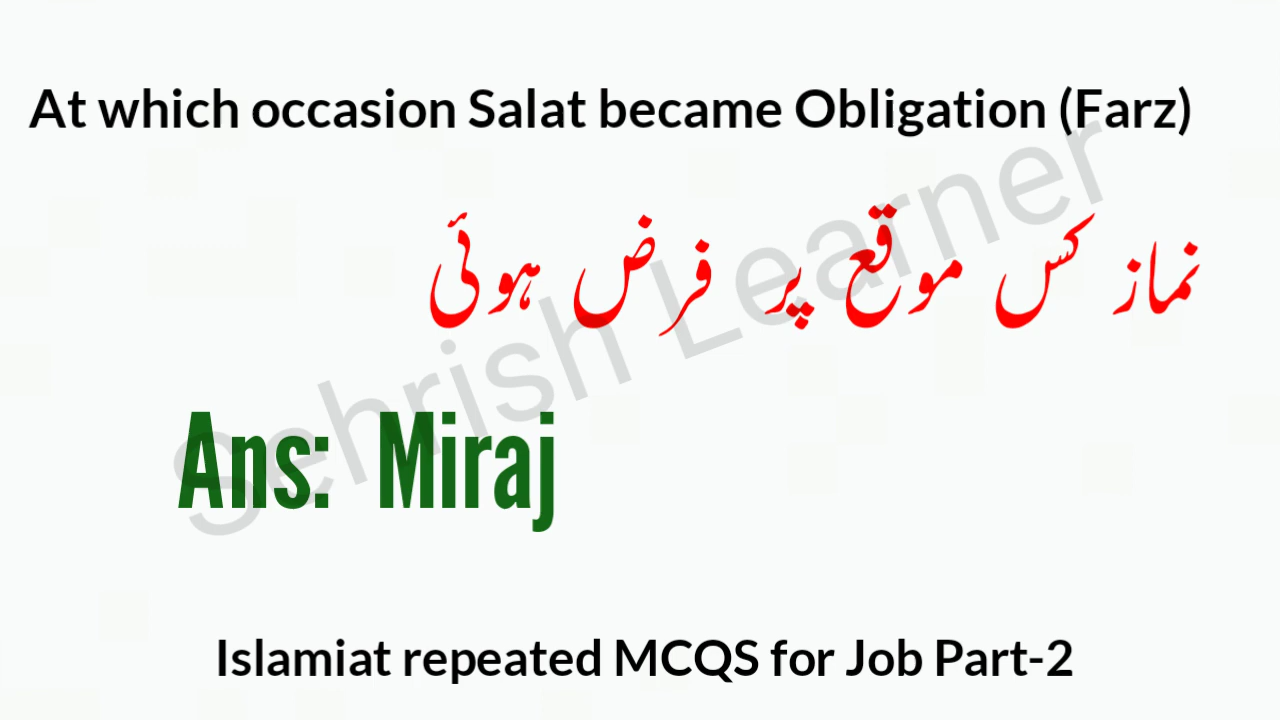 At which occasion Salat became Obligation (Farz)
نماز کس موقع پر فرض ہوئی
Ans: Miraj
Sehrish Learner
Islamiat repeated MCQS for Job Part-2